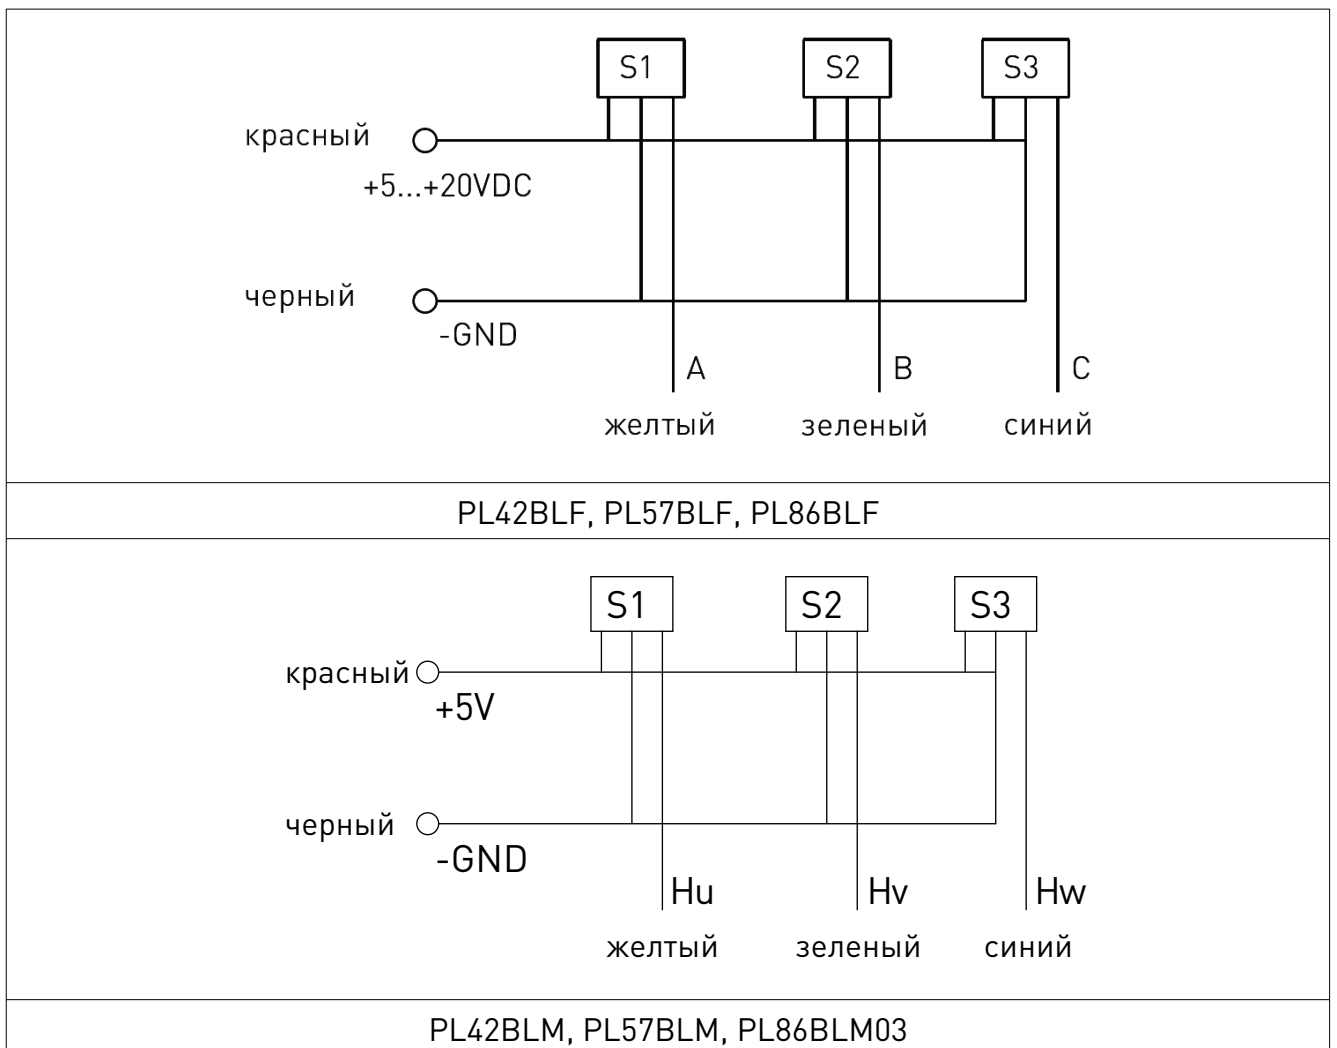 S1 S2 S3
красный
+5...+20VDC
черный
-GND
A B C
желтый зеленый синий
PL42BLF, PL57BLF, PL86BLF
S1 S2 S3
красный
+5V
черный
-GND
Hu Hv Hw
желтый зеленый синий
PL42BLM, PL57BLM, PL86BLM03